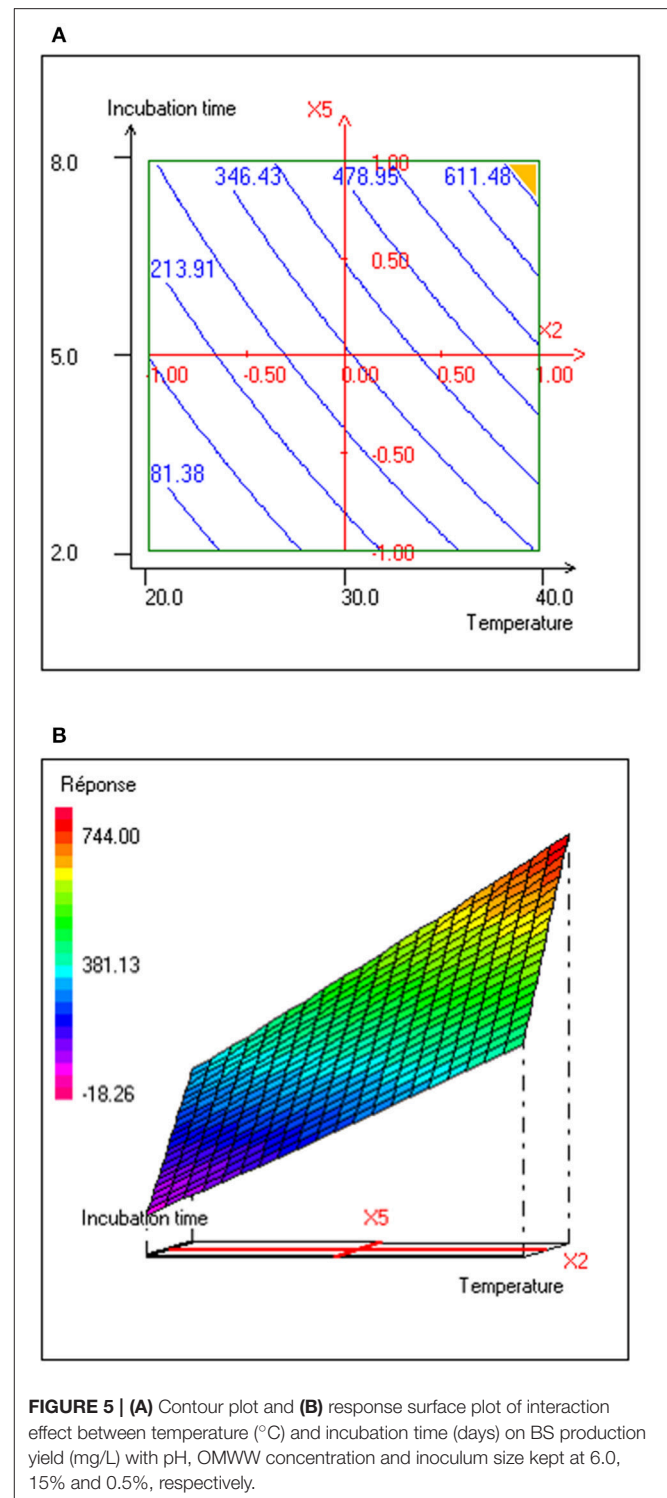 A
Incubation time
X5
8.0
1.00
346.43
478.95
611.48
0.50
213.91
X2
5.0
-1.00
-0.50
0.00
0.50
1.00
-0.50
81.38
2.0
-1.00
20.0
30.0
40.0
Temperature
B
Réponse
744.00
381.13
-18.26
Incubation time
X5
X2
Temperature
FIGURE 5 | (A) Contour plot and (B) response surface plot of interaction
effect between temperature (°C) and incubation time (days) on BS production
yield (mg/L) with pH, OMWW concentration and inoculum size kept at 6.0,
15% and 0.5%, respectively.